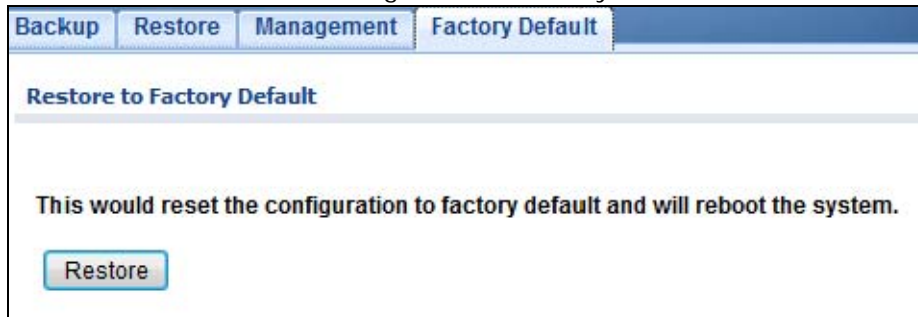 Backup Restore Management Factory Default
Restore to Factory Default
This would reset the configuration to factory default and will reboot the system.
Restore